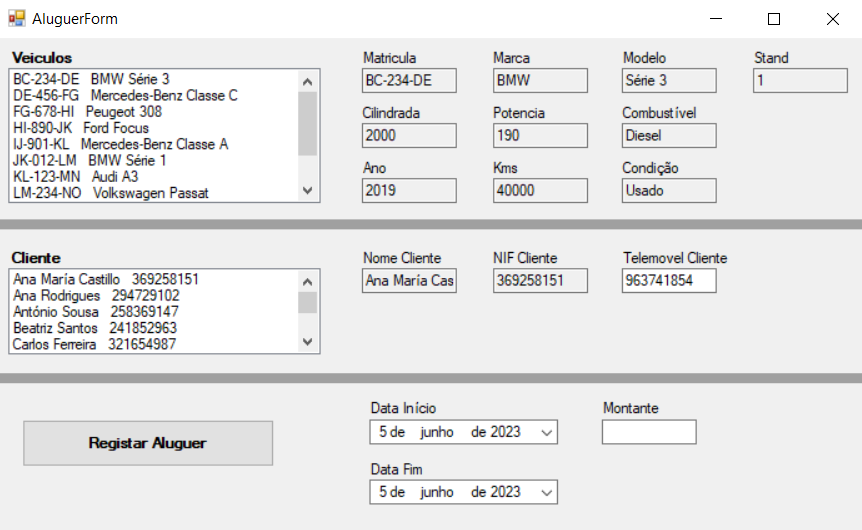 AluguerForm
Veiculos
BC-234-DE BMW Série 3
DE-456-FG Mercedes-Benz Classe C
FG-678-HI Peugeot 308
HI-890-JK Ford Focus
IJ-901-KL Mercedes-Benz Classe A
JK-012-LM BMW Série 1
KL-123-MN Audi A3
LM-234-NO Volkswagen Passat
Matricula Marca Modelo Stand
BC-234-DE BMW Série 3 1
Cilindrada Potencia Combustível
2000 190 Diesel
Ano Kms Condição
2019 40000 Usado
Cliente
Ana María Castillo 369258151
Ana Rodrigues 294729102
António Sousa 258369147
Beatriz Santos 241852963
Carlos Ferreira 321654987
Nome Cliente NIF Cliente Telemovel Cliente
Ana María Cas 369258151 963741854
Registar Aluguer
Data Início Montante
5 de junho de 2023
Data Fim
5 de junho de 2023